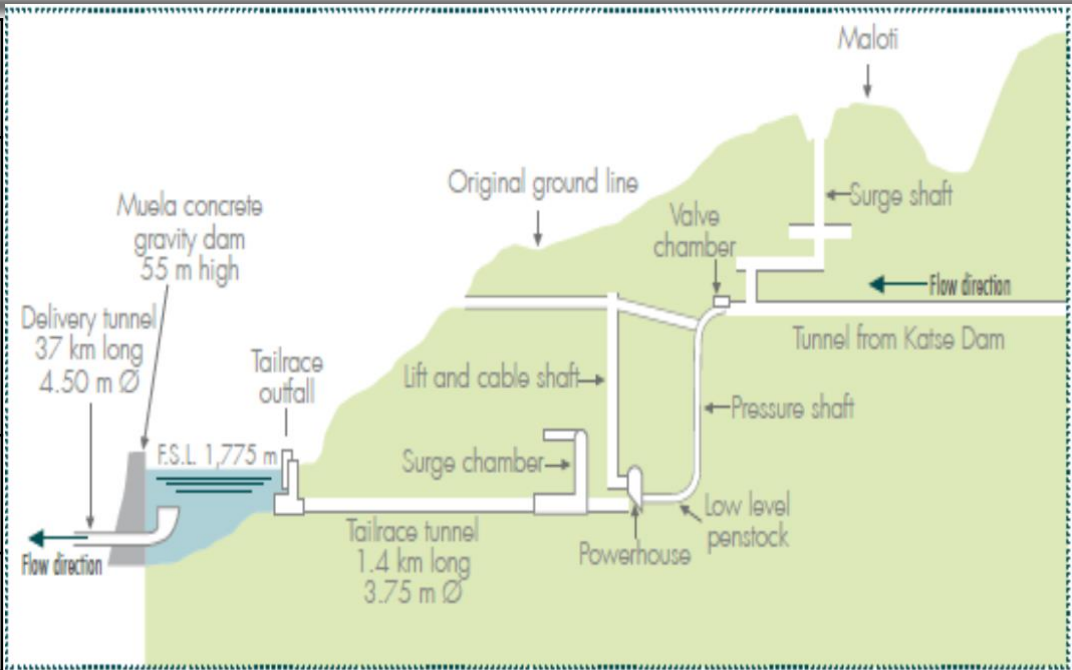 Maloti
Original ground line
Surge shaft
Muela concrete
gravity dam
55 m high
Valve
chamber
Flow direction
Delivery tunnel
37 km long
4.50 m Ø
Tunnel from Katse Dam
Tailrace
outfall
Lift and cable shaft
Pressure shaft
F.S.L. 1,775 m
Surge chamber
Low level
penstock
Tailrace tunnel
1.4 km long
3.75 m Ø
Powerhouse
Flow direction